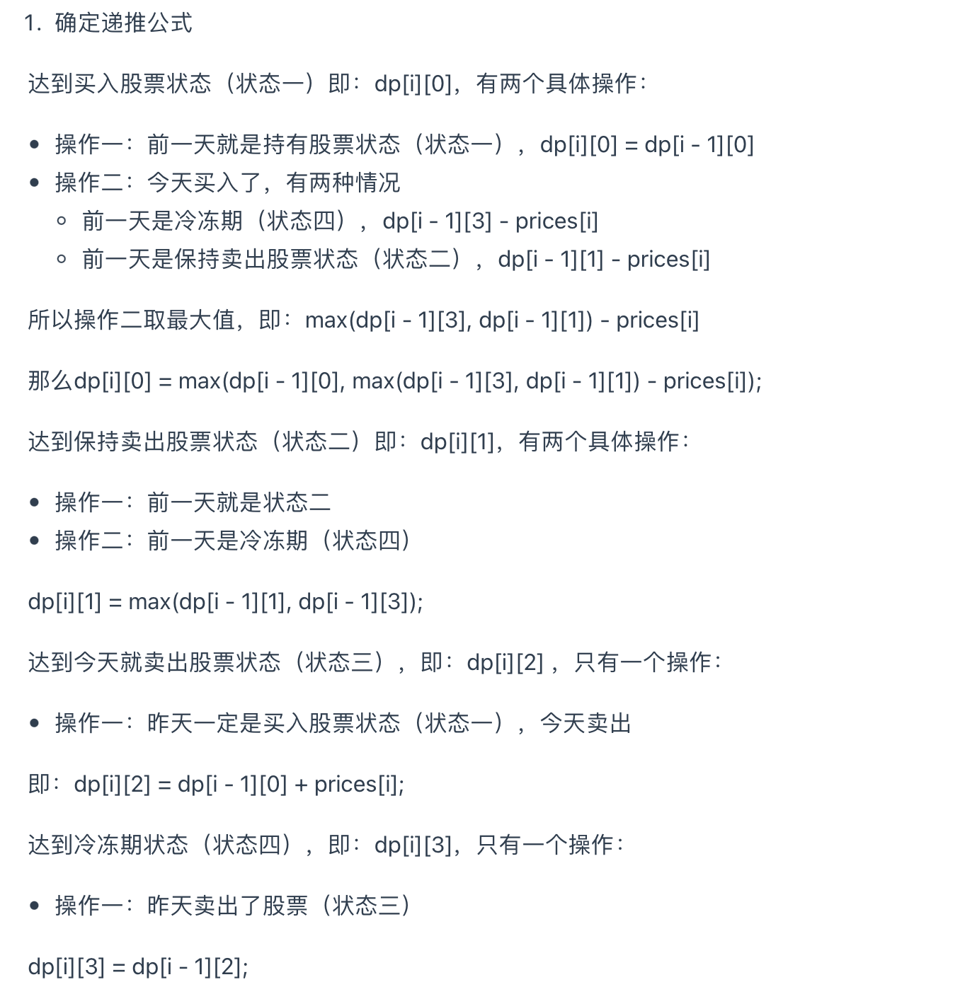 1. 确定递推公式
达到买入股票状态（状态一）即：dp[i][0]，有两个具体操作：
• 操作一：前一天就是持有股票状态（状态一），dp[i][0] = dp[i - 1][0]
• 操作二：今天买入了，有两种情况
◦ 前一天是冷冻期（状态四），dp[i - 1][3] - prices[i]
◦ 前一天是保持卖出股票状态（状态二），dp[i - 1][1] - prices[i]
所以操作二取最大值，即：max(dp[i - 1][3], dp[i - 1][1]) - prices[i]
那么dp[i][0] = max(dp[i - 1][0], max(dp[i - 1][3], dp[i - 1][1]) - prices[i]);
达到保持卖出股票状态（状态二）即：dp[i][1]，有两个具体操作：
• 操作一：前一天就是状态二
• 操作二：前一天是冷冻期（状态四）
dp[i][1] = max(dp[i - 1][1], dp[i - 1][3]);
达到今天就卖出股票状态（状态三），即：dp[i][2] ，只有一个操作：
• 操作一：昨天一定是买入股票状态（状态一），今天卖出
即：dp[i][2] = dp[i - 1][0] + prices[i];
达到冷冻期状态（状态四），即：dp[i][3]，只有一个操作：
• 操作一：昨天卖出了股票（状态三）
dp[i][3] = dp[i - 1][2];